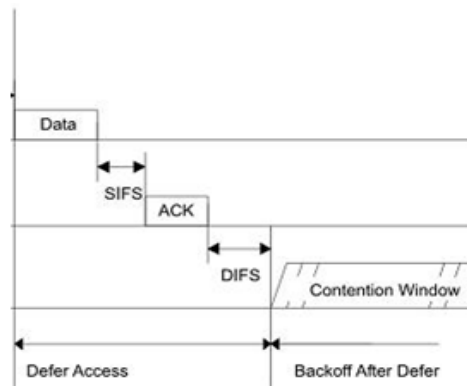 Data
SIFS
ACK
DIFS
Contention Window
Defer Access
Backoff After Defer